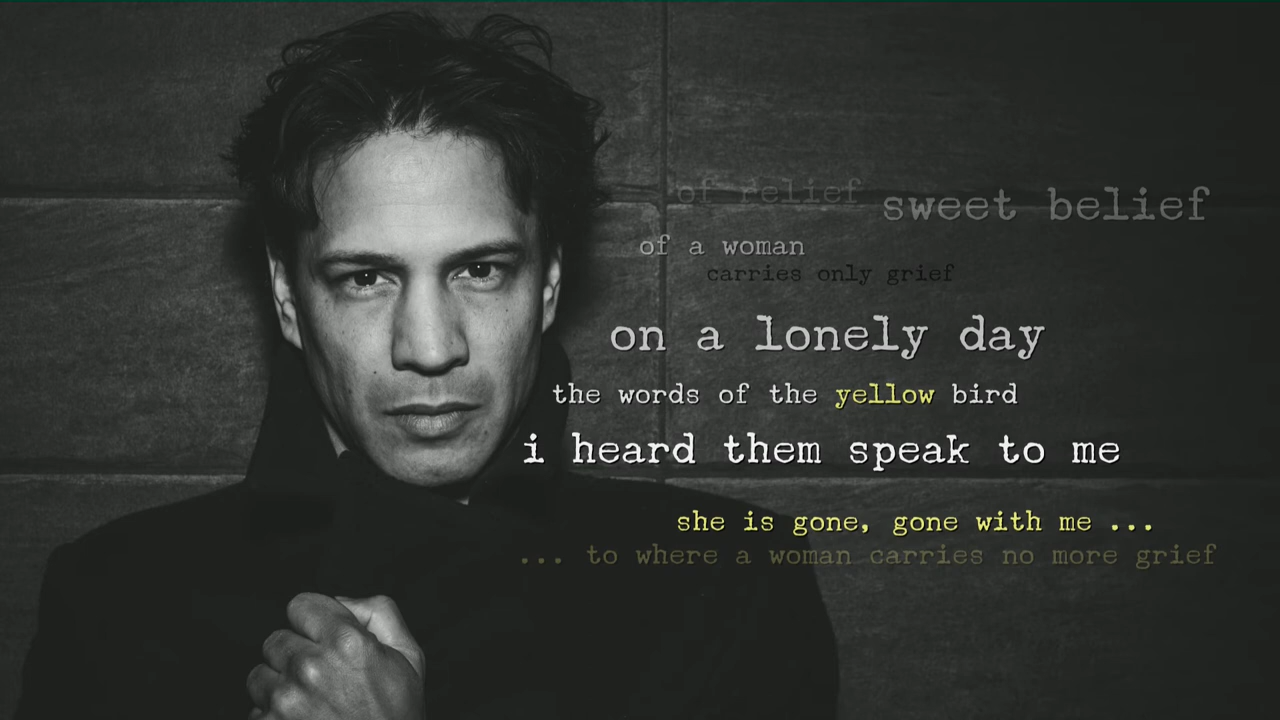 of relief sweet belief
of a woman
carries only grief
on a lonely day
the words of the yellow bird
i heard them speak to me
she is gone, gone with me ...
... to where a woman carries no more grief